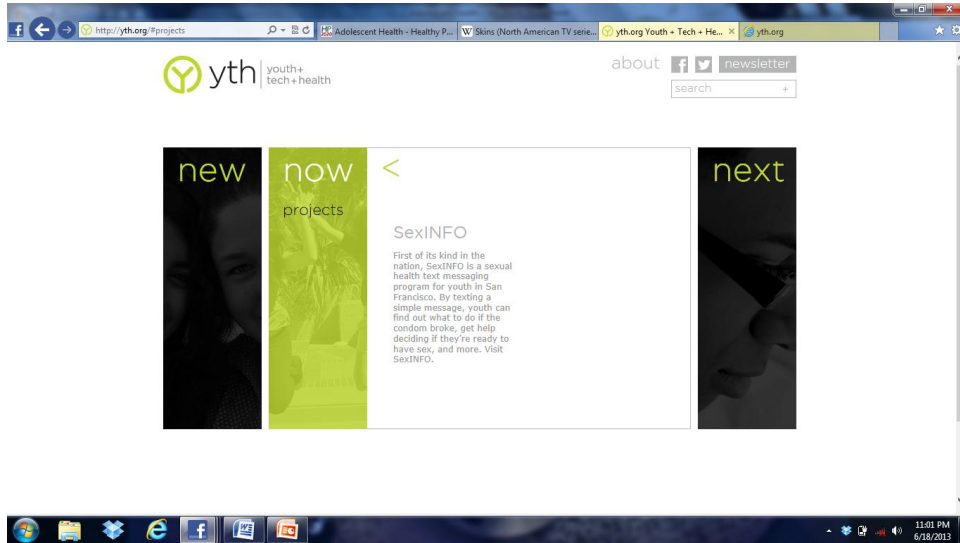 http://yth.org/#projects
Adolescent Health - Healthy P...
Skins (North American TV serie...
yth.org Youth + Tech + He...
yth.org
yth
youth+
tech+health
about
newsletter
search +
new
now
projects
<
SexINFO
First of its kind in the
nation, SexINFO is a sexual
health text messaging
program for youth in San
Francisco. By texting a
simple message, youth can
find out what to do if the
condom broke, get help
deciding if they're ready to
have sex, and more. Visit
SexINFO.
next
11:01 PM
6/18/2013